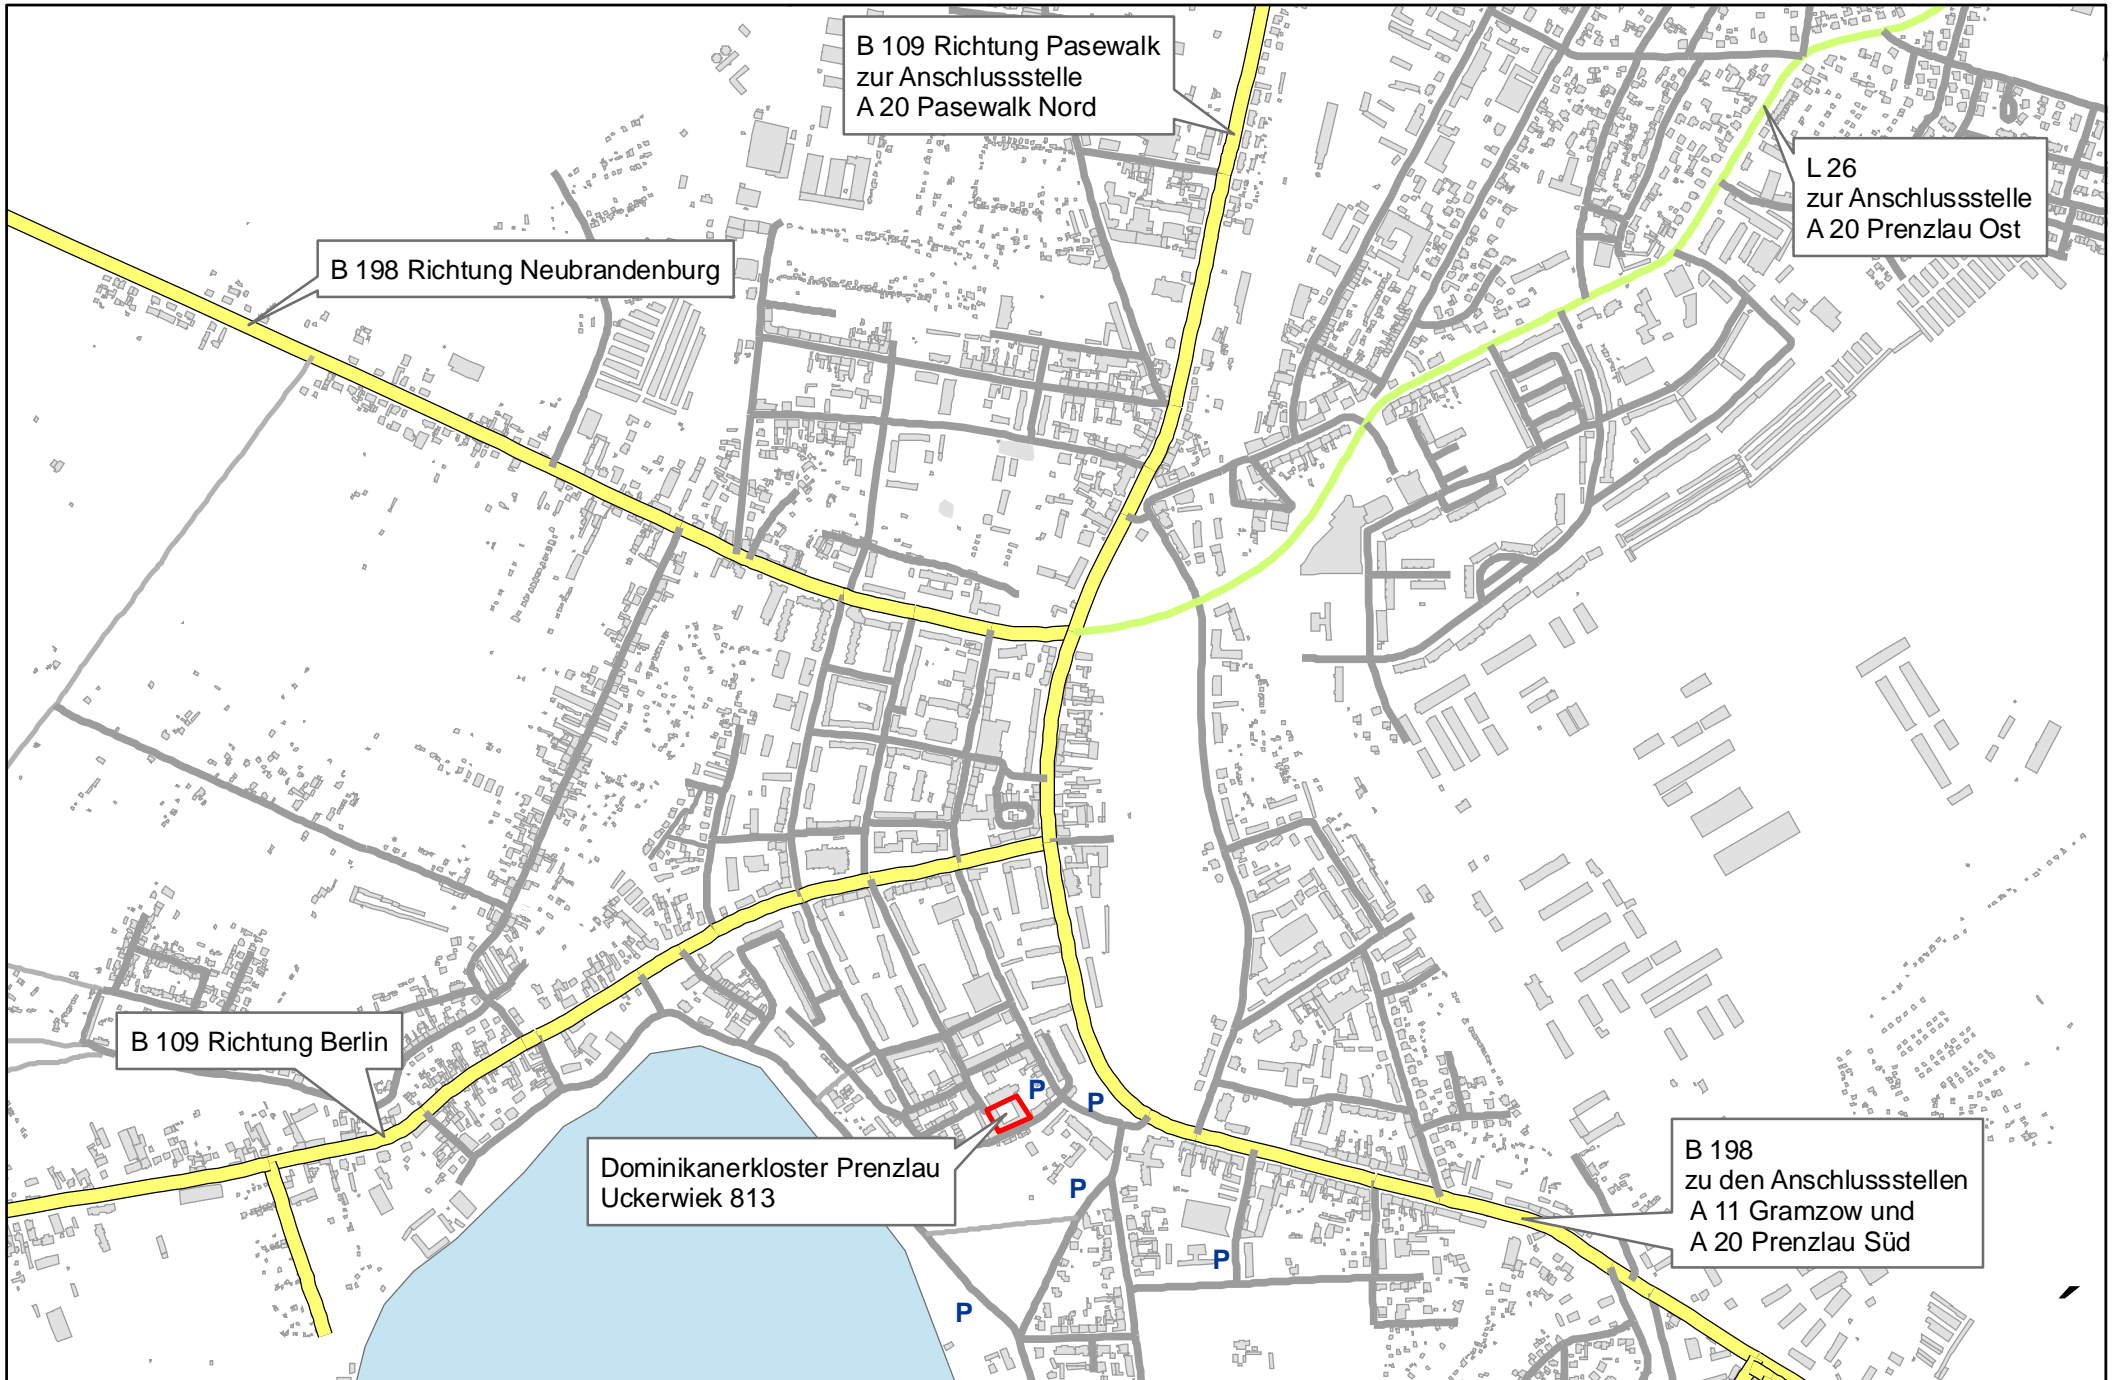 B 109 Richtung Pasewalk
zur Anschlussstelle
A 20 Pasewalk Nord
L 26
zur Anschlussstelle
A 20 Prenzlau Ost
B 198 Richtung Neubrandenburg
B 109 Richtung Berlin
P
P
Dominikanerkloster Prenzlau
Uckerwiek 813
P
B 198
zu den Anschlussstellen
A 11 Gramzow und
A 20 Prenzlau Süd
P
P